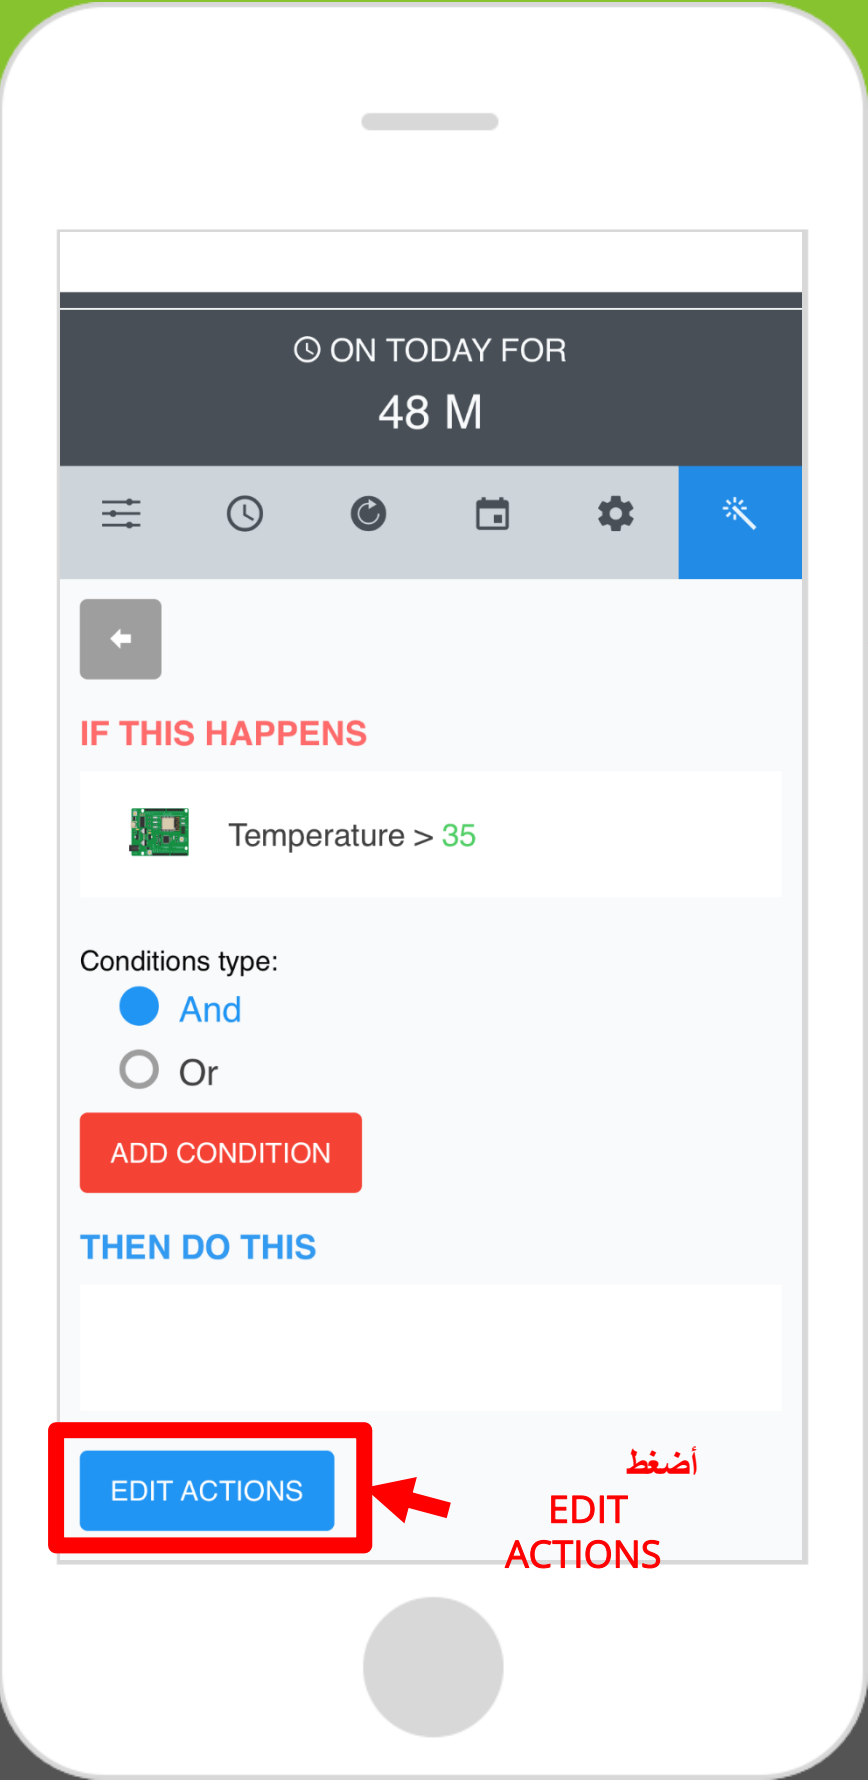 ON TODAY FOR
48 M
IF THIS HAPPENS
Temperature > 35
Conditions type:
And
Or
ADD CONDITION
THEN DO THIS
EDIT ACTIONS
أضغط
EDIT
ACTIONS